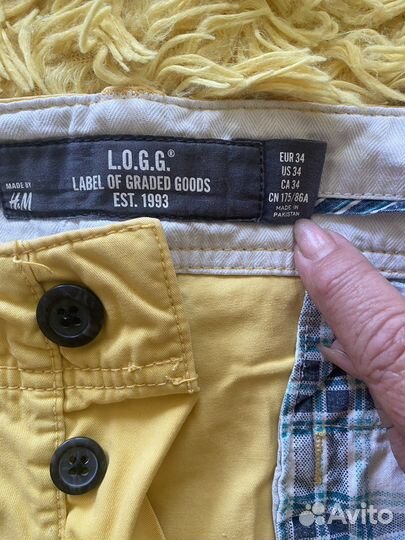 L.O.G.G.®
LABEL OF GRADED GOODS
EST. 1993
MADE BY
H&M
EUR 34
US 34
CA 34
CN 175/86A
MADE IN
PAKISTAN
Avito